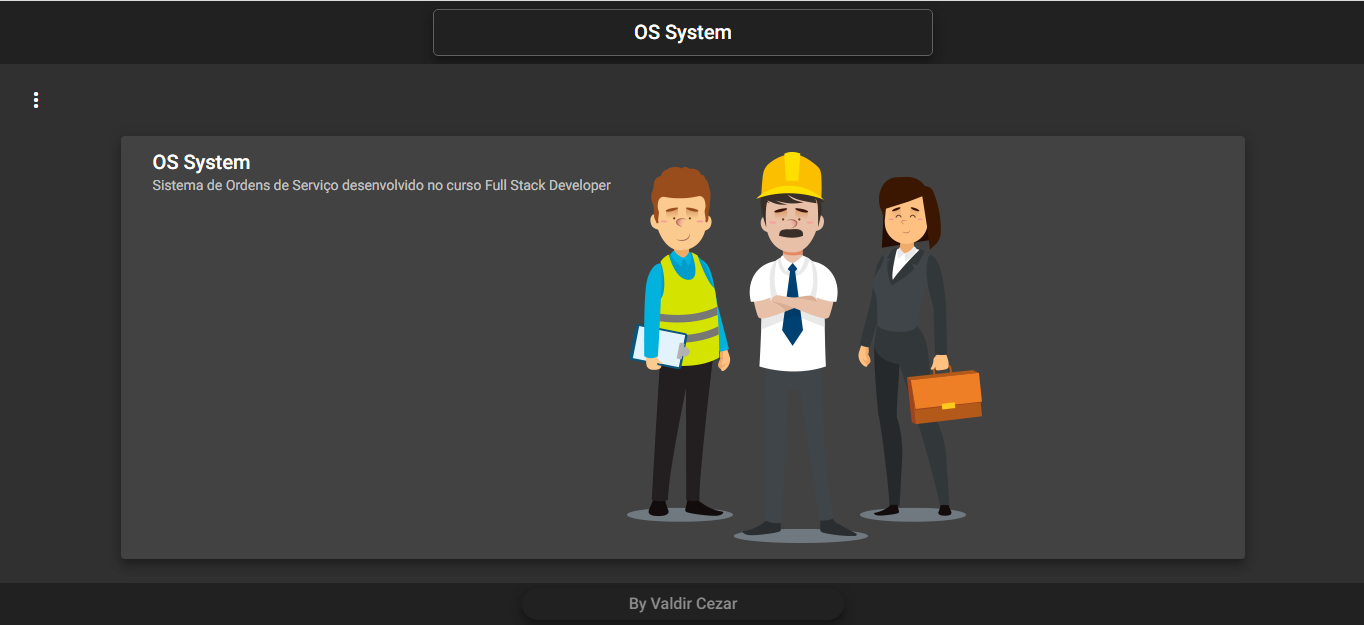 OS System
OS System
Sistema de Ordens de Serviço desenvolvido no curso Full Stack Developer
By Valdir Cezar